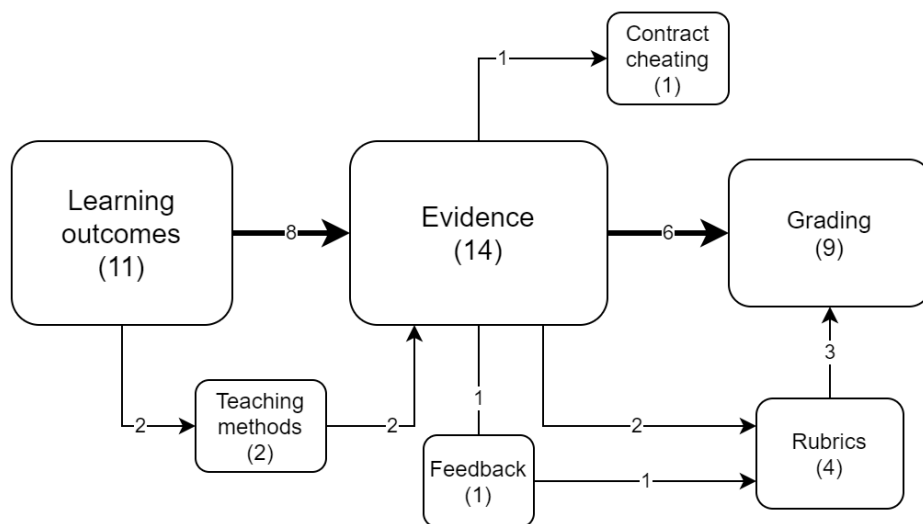 Contract
cheating
(1)
1
Learning
outcomes
(11)
8
Evidence
(14)
6
Grading
(9)
3
2
Teaching
methods
(2)
2
1
2
Rubrics
(4)
Feedback
(1)
1